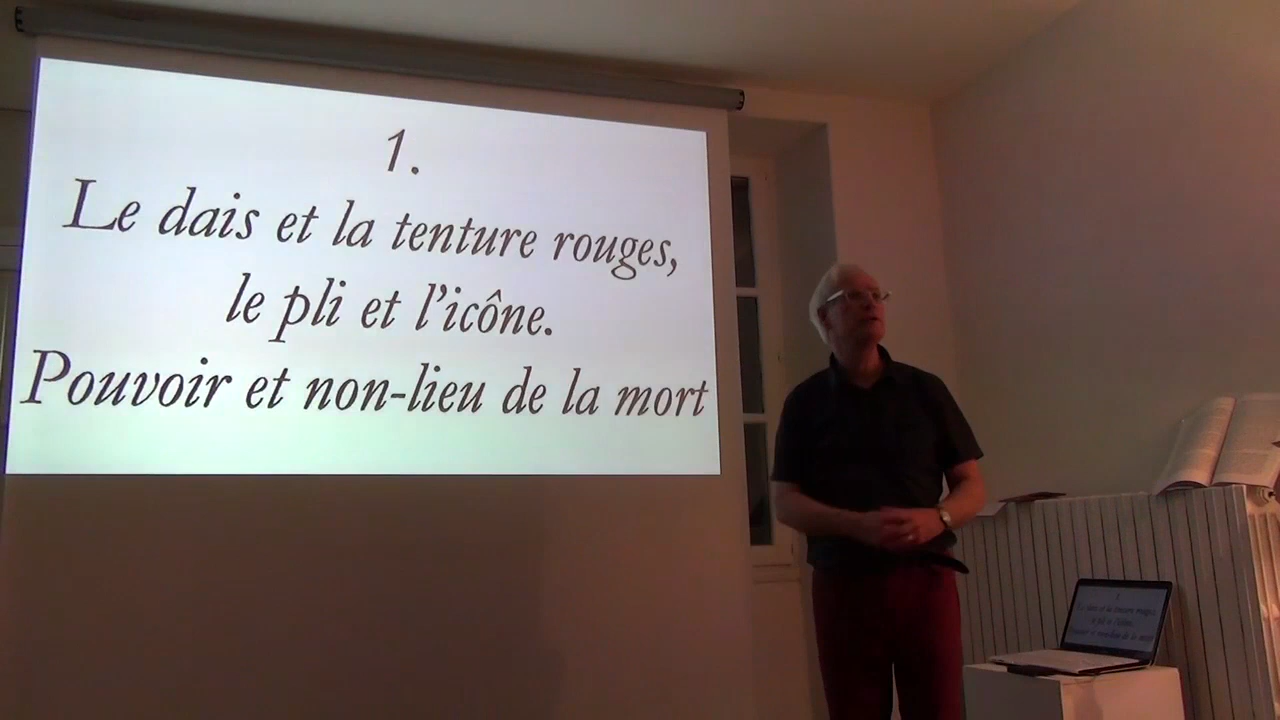 1.
Le dais et la tenture rouges,
le pli et l'icône.
Pouvoir et non-lieu de la mort